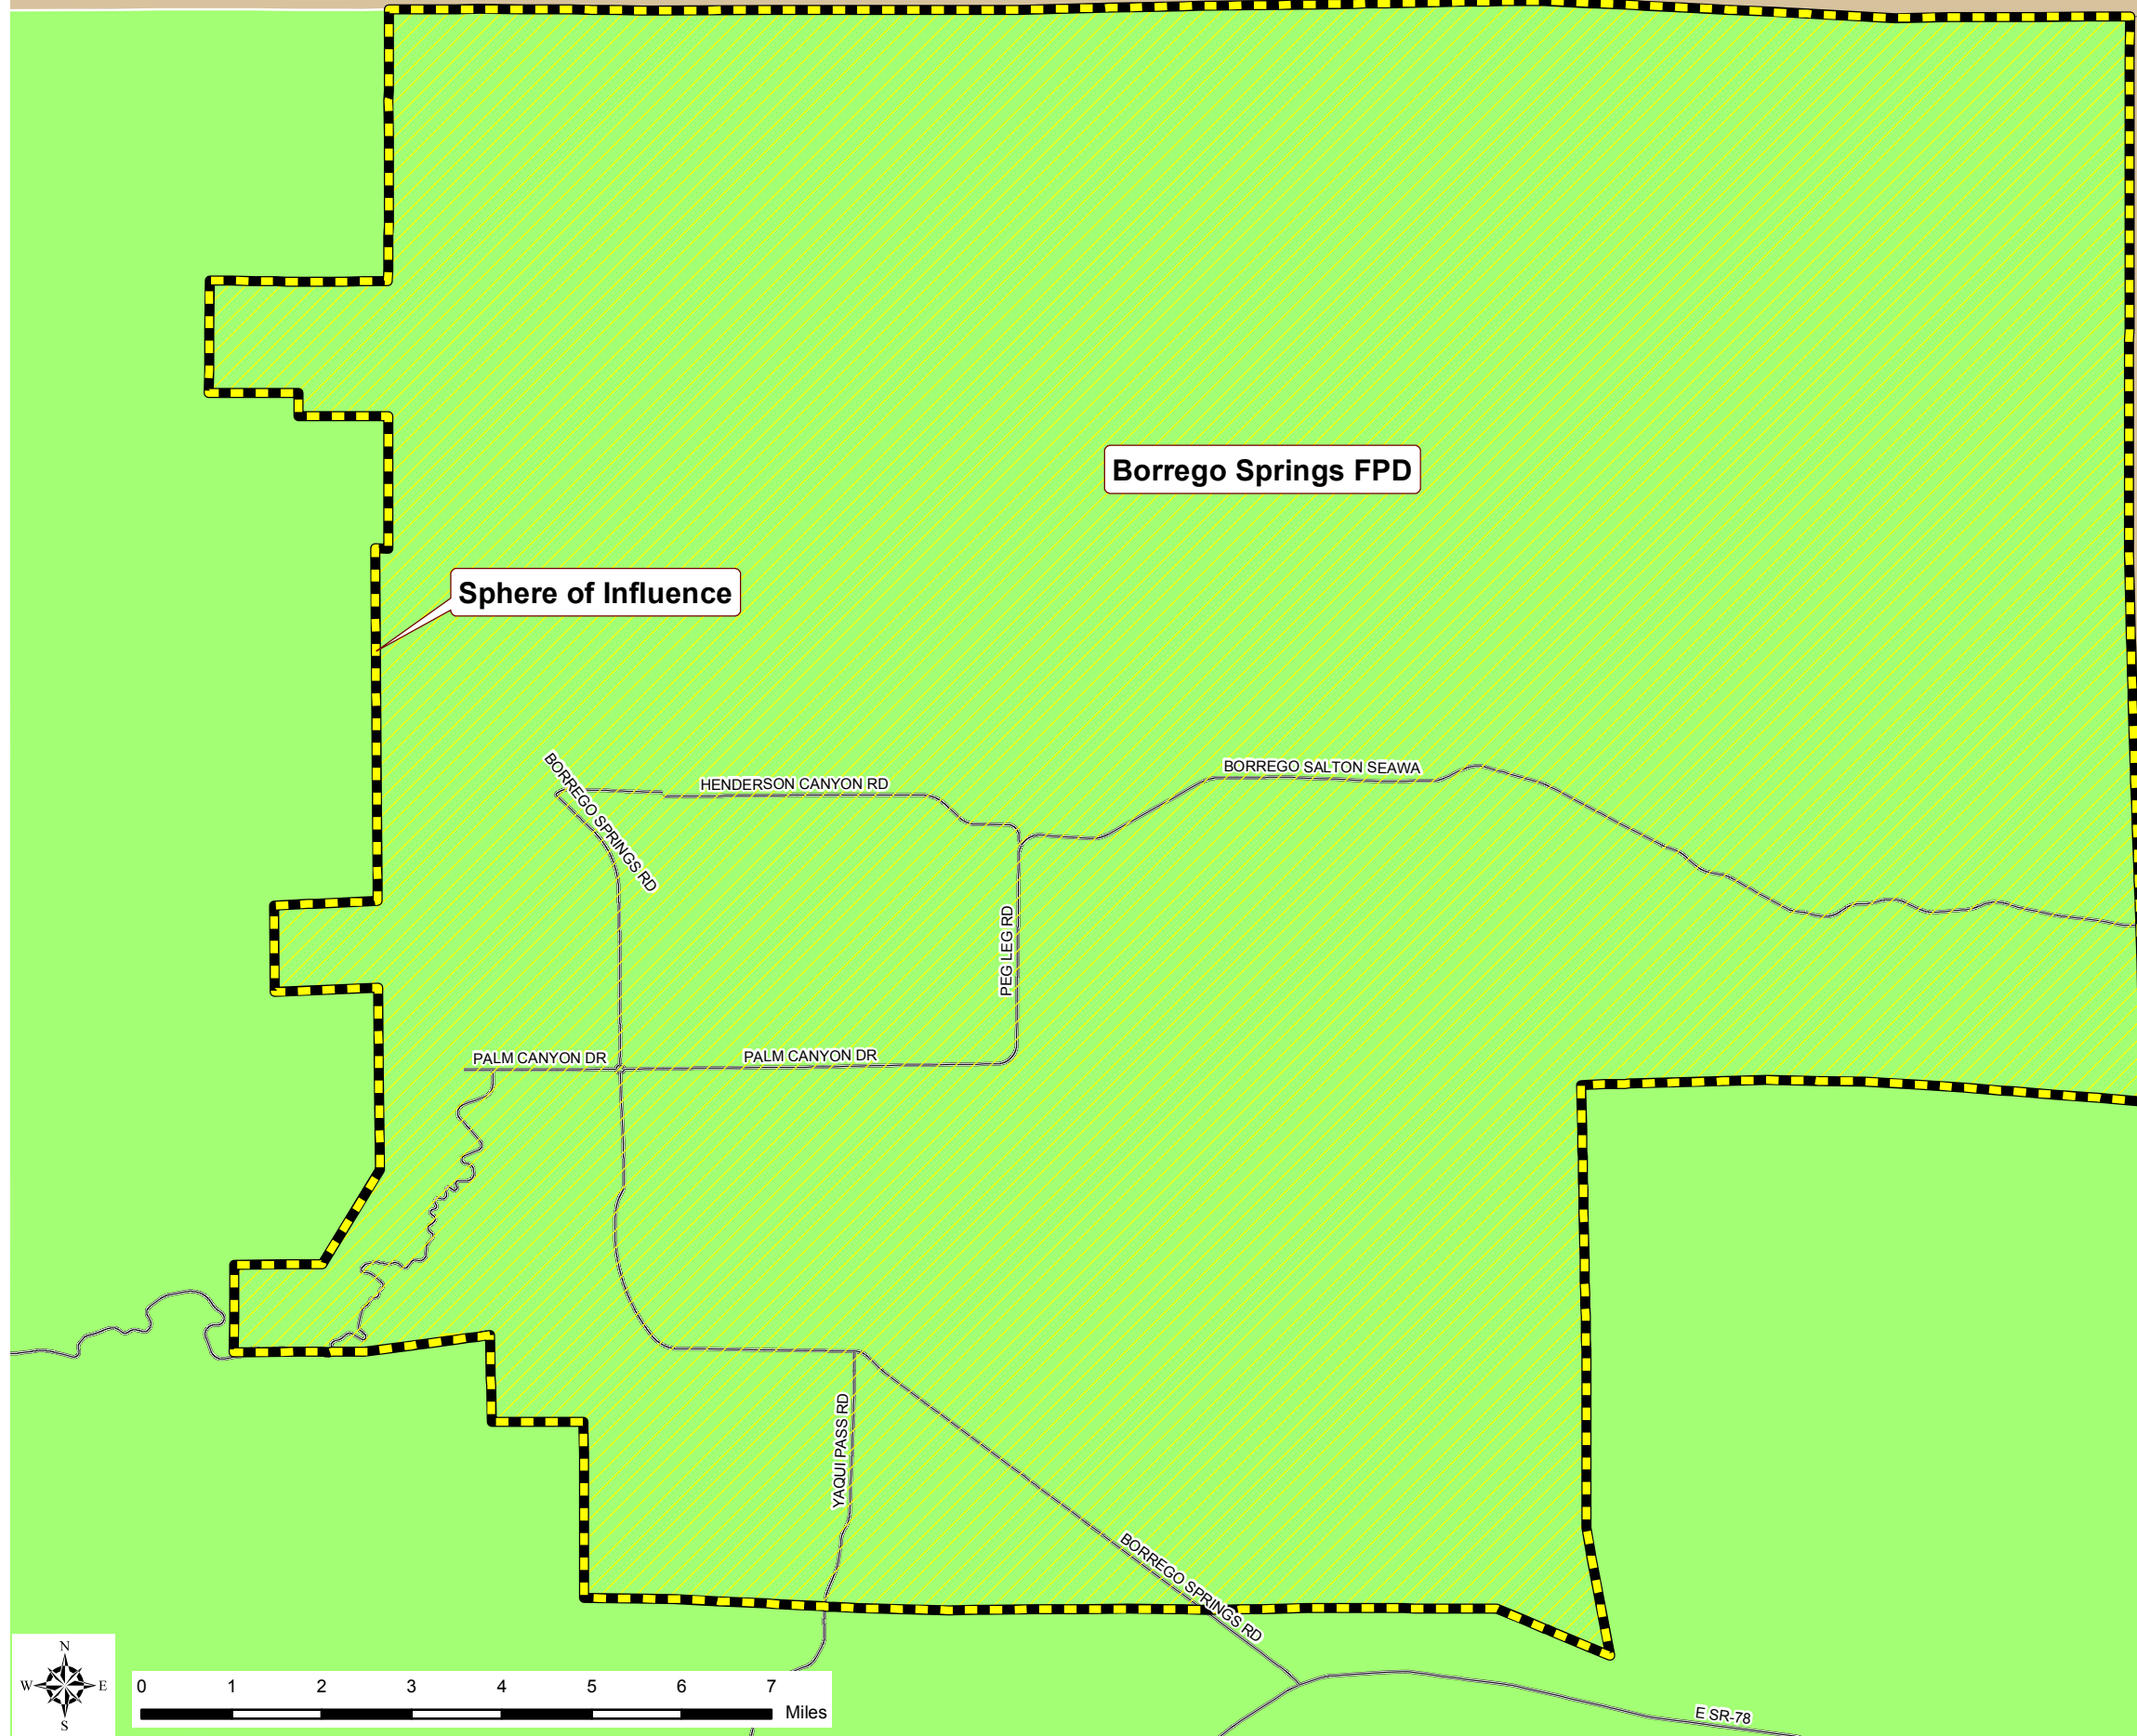 Borrego Springs FPD
Sphere of Influence
BORREGO SPRINGS RD
HENDERSON CANYON RD
BORREGO SALTON SEAWA
PEG LEG RD
PALM CANYON DR
PALM CANYON DR
YAQUI PASS RD
BORREGO SPRINGS RD
E SR-78
N
W E
S
0 1 2 3 4 5 6 7
Miles